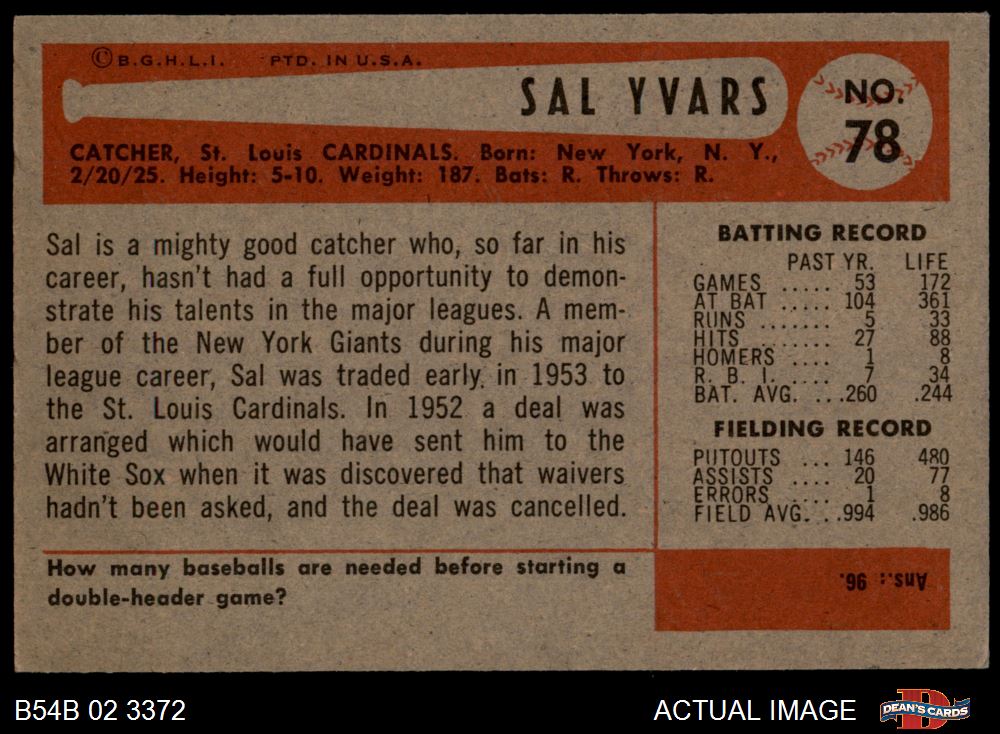 ©B.G.H.L.I. PTD. IN U.S.A.
SAL YVARS
NO.
78
CATCHER, St. Louis CARDINALS. Born: New York, N. Y.,
2/20/25. Height: 5-10. Weight: 187. Bats: R. Throws: R.
Sal is a mighty good catcher who, so far in his
career, hasn't had a full opportunity to demon-
strate his talents in the major leagues. A mem-
ber of the New York Giants during his major
league career, Sal was traded early in 1953 to
the St. Louis Cardinals. In 1952 a deal was
arranged which would have sent him to the
White Sox when it was discovered that waivers
hadn't been asked, and the deal was cancelled.
BATTING RECORD
PAST YR. LIFE
GAMES ..... 53 172
AT BAT ..... 104 361
RUNS ....... 5 33
HITS ....... 27 88
HOMERS .... 1 8
R. B. I. .... 7 34
BAT. AVG. ...260 .244
FIELDING RECORD
PUTOUTS ... 146 480
ASSISTS .... 20 77
ERRORS .... 1 8
FIELD AVG. ..994 .986
How many baseballs are needed before starting a
double-header game?
Ans.: 96.
B54B 02 3372
ACTUAL IMAGE
D
DEAN'S CARDS